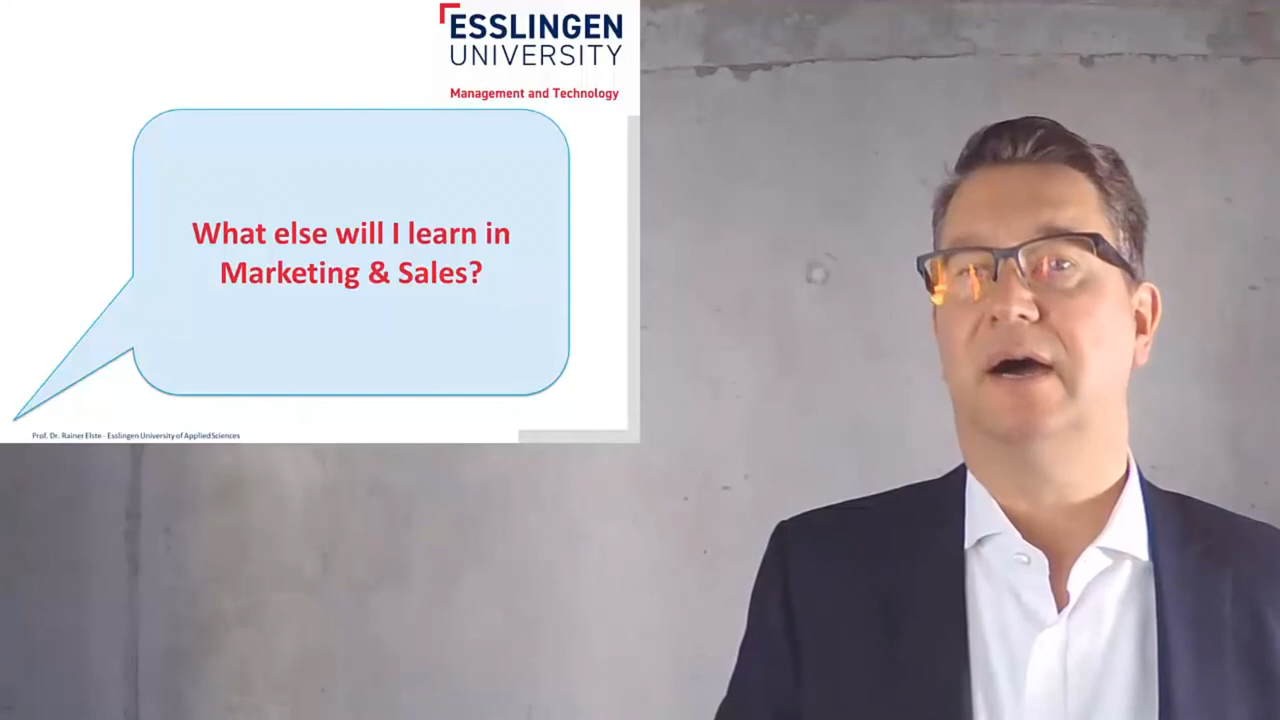 ESSLINGEN
UNIVERSITY
Management and Technology
What else will I learn in
Marketing & Sales?
Prof. Dr. Rainer Elste - Esslingen University of Applied Sciences